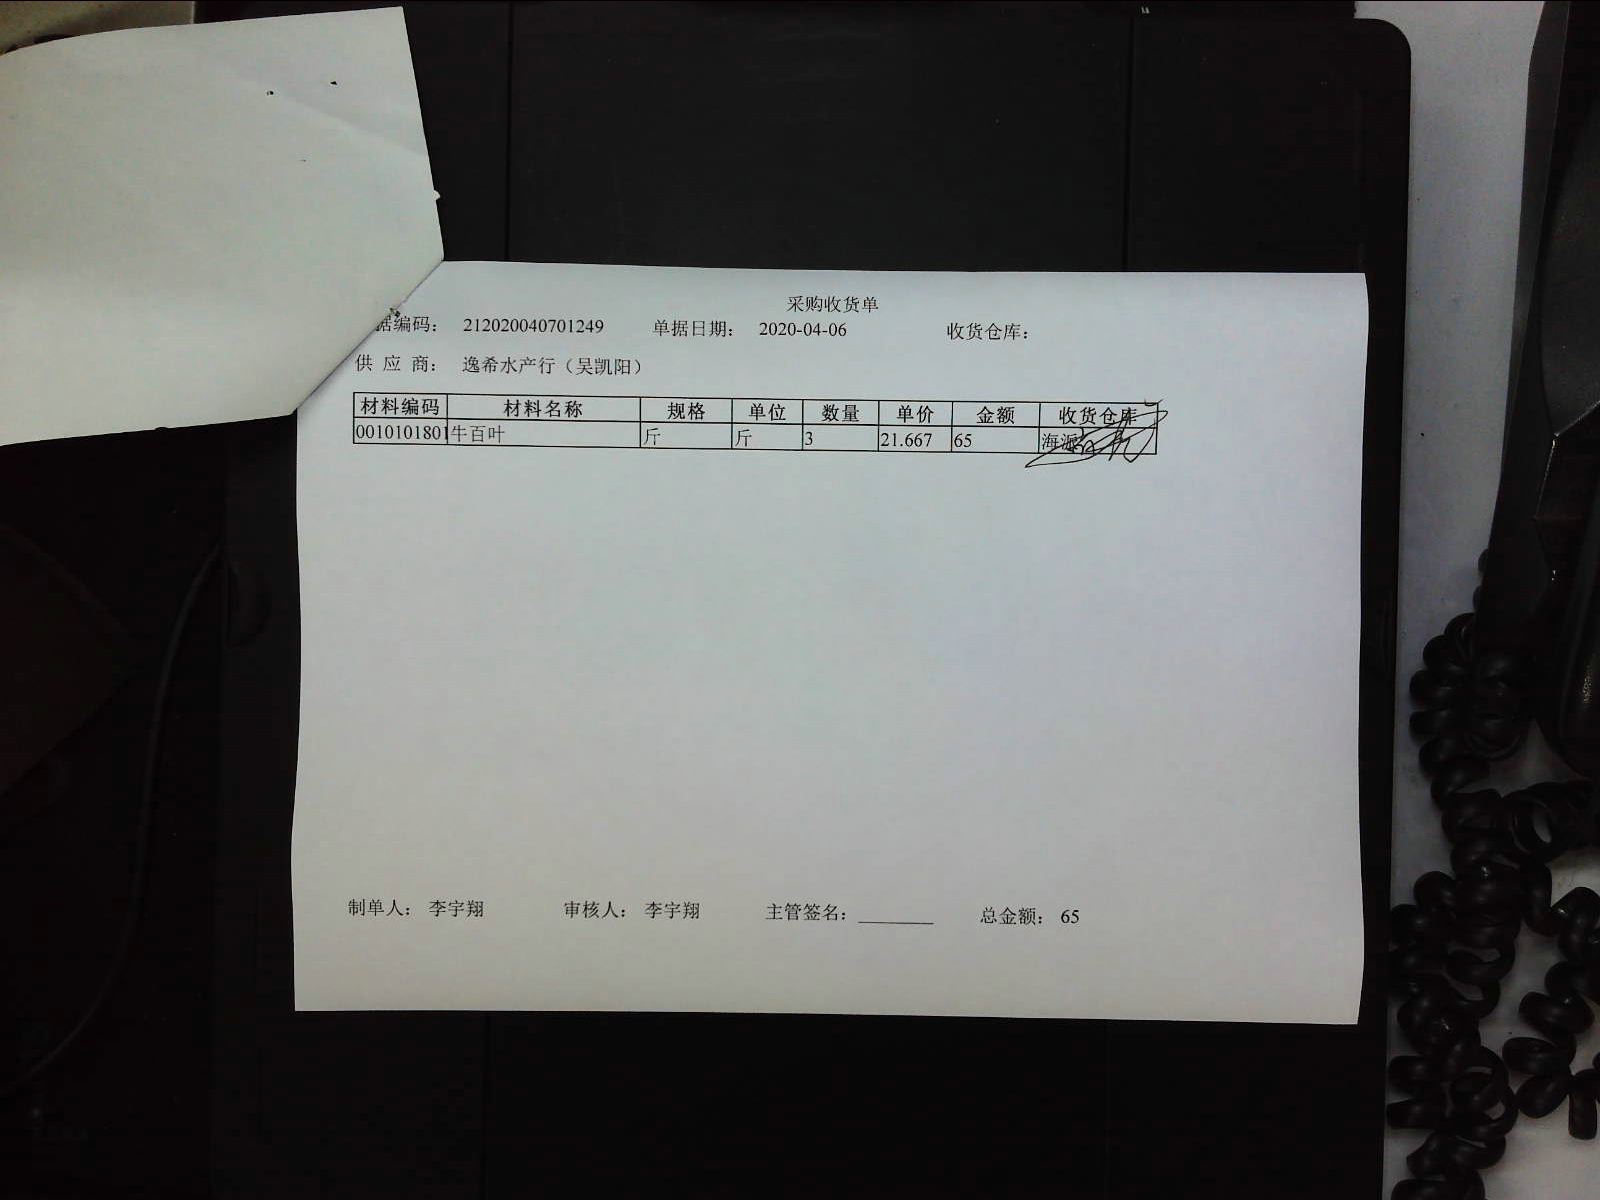 采购收货单
据编码： 212020040701249 单据日期： 2020-04-06 收货仓库：
供 应 商： 逸希水产行（吴凯阳）
材料编码 材料名称 规格 单位 数量 单价 金额 收货仓库
0010101801 牛百叶 斤 斤 3 21.667 65 海派
制单人： 李宇翔 审核人： 李宇翔 主管签名： 总金额： 65